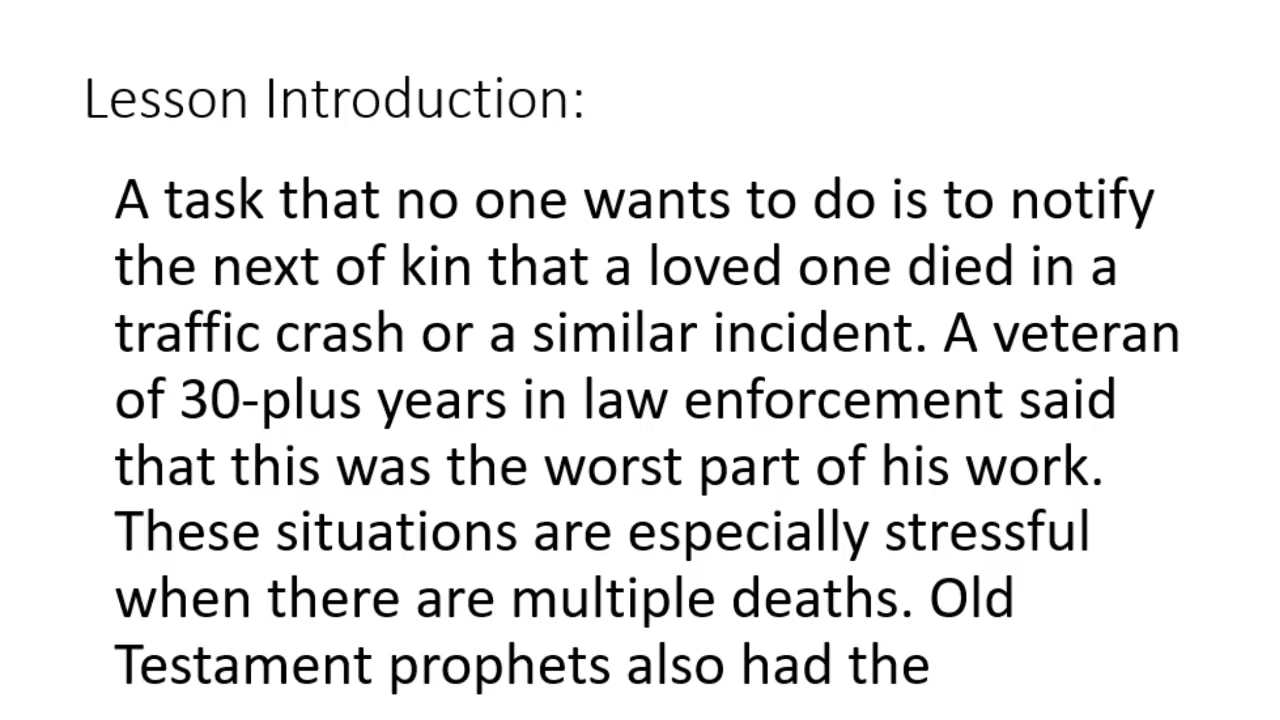 Lesson Introduction:
A task that no one wants to do is to notify
the next of kin that a loved one died in a
traffic crash or a similar incident. A veteran
of 30-plus years in law enforcement said
that this was the worst part of his work.
These situations are especially stressful
when there are multiple deaths. Old
Testament prophets also had the